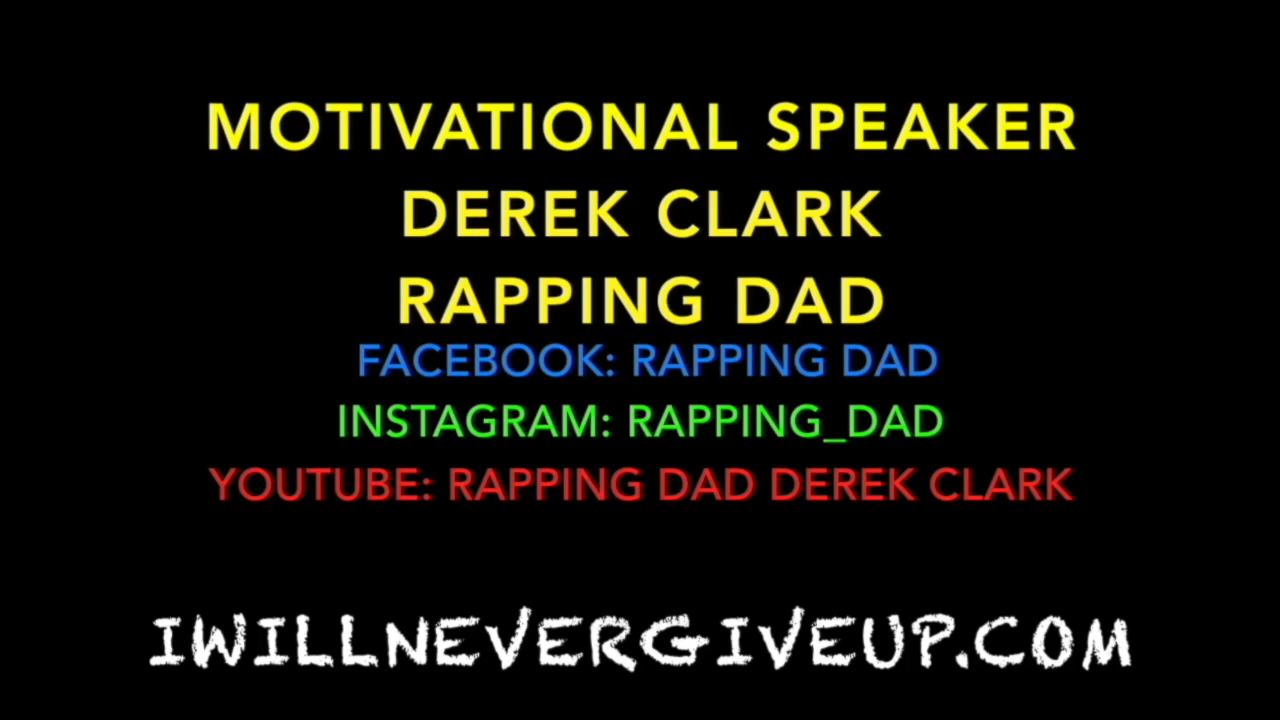 MOTIVATIONAL SPEAKER
DEREK CLARK
RAPPING DAD
FACEBOOK: RAPPING DAD
INSTAGRAM: RAPPING_DAD
YOUTUBE: RAPPING DAD DEREK CLARK
IWILLNEVERGIVEUP.COM